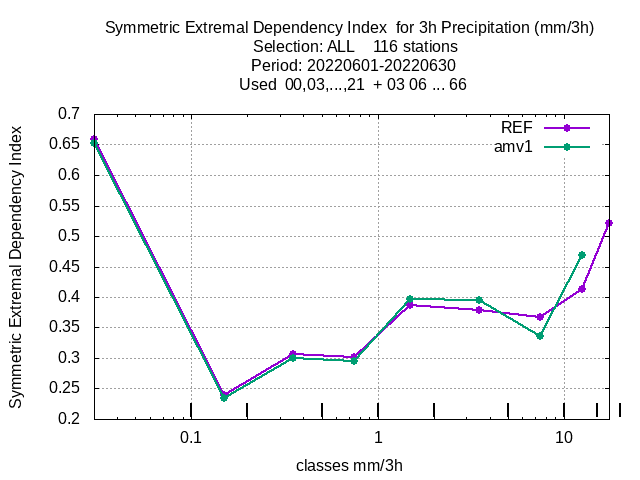 Symmetric Extremal Dependency Index  for 3h Precipitation (mm/3h)
Selection: ALL    116 stations
Period: 20220601-20220630
Used  00,03,...,21  + 03 06 ... 66
REF
amv1
Symmetric Extremal Dependency Index
0.7
0.65
0.6
0.55
0.5
0.45
0.4
0.35
0.3
0.25
0.2
0.1 1 10
classes mm/3h